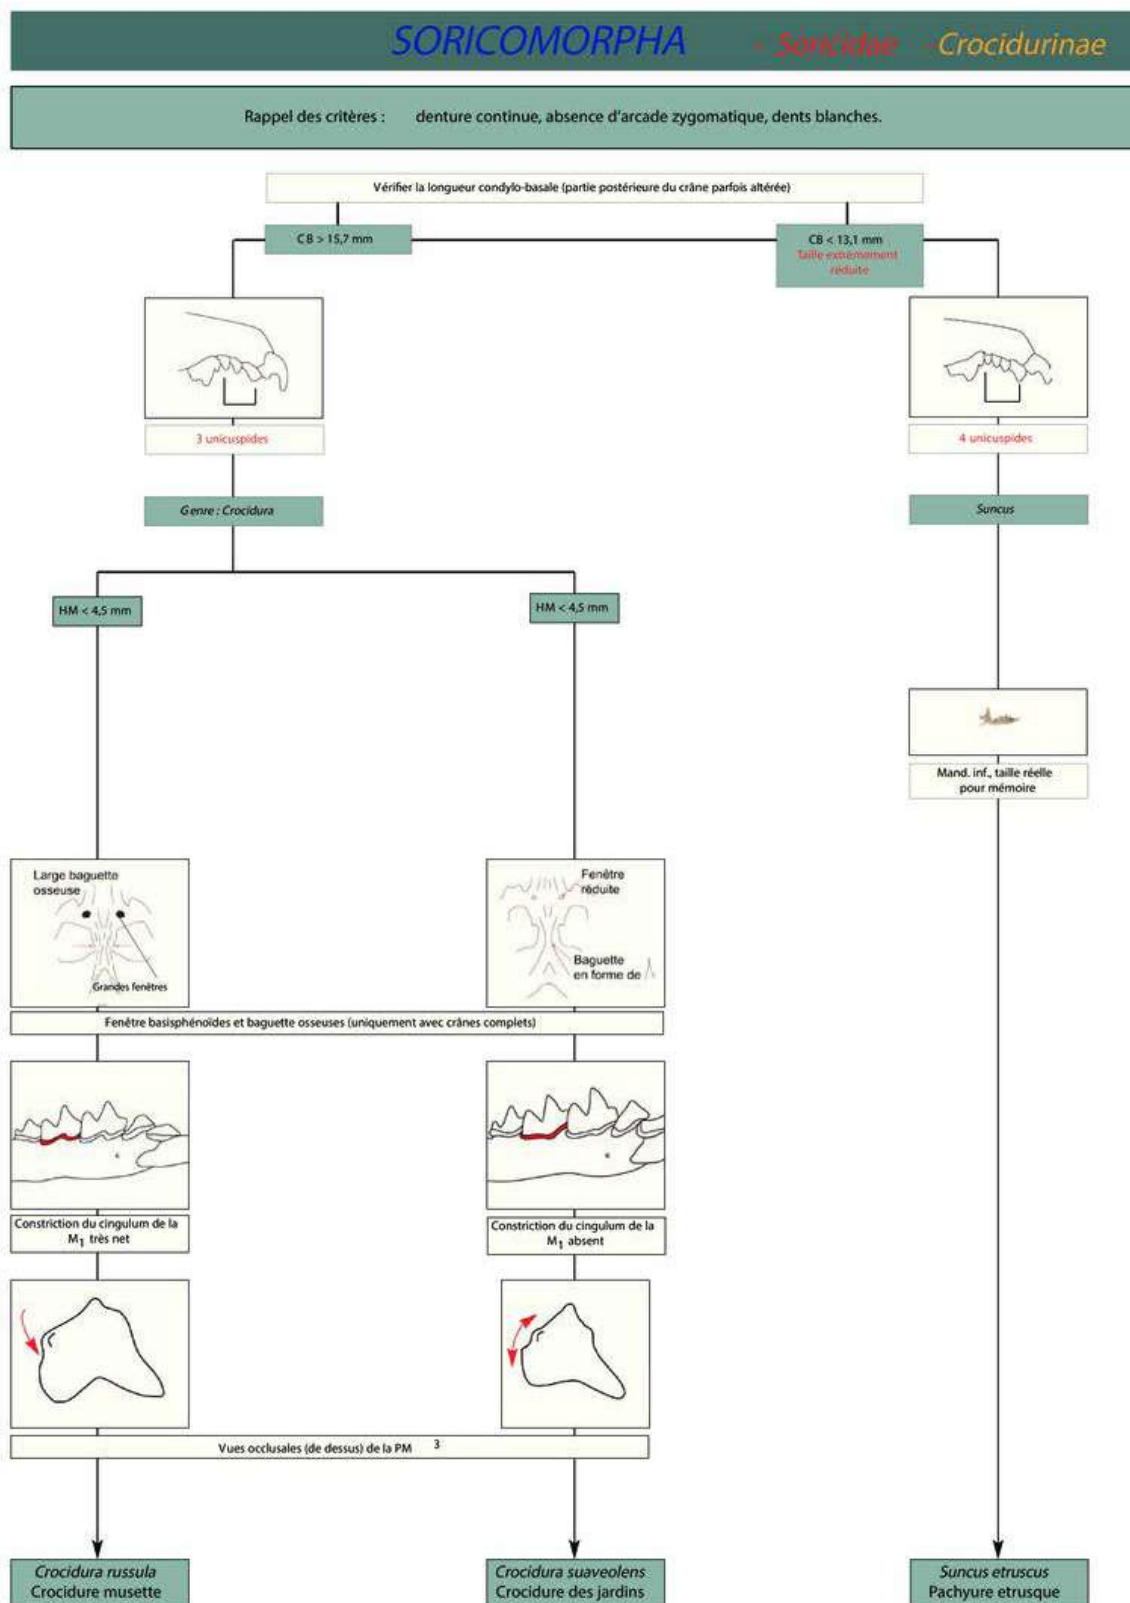 SORICOMORPHA - Soricidae -Crocidurinae
Rappel des critères : denture continue, absence d'arcade zygomatique, dents blanches.
Vérifier la longueur condylo-basale (partie postérieure du crâne parfois altérée)
CB > 15,7 mm
CB < 13,1 mm
Taille extrêmement
réduite
3 unicuspides
4 unicuspides
Genre : Crocidura
Suncus
HM < 4,5 mm
HM < 4,5 mm
Mand. inf., taille réelle
pour mémoire
Large baguette
osseuse
Grandes fenêtres
Fenêtre
réduite
Baguette
en forme de
Fenêtre basisphénoïdes et baguette osseuses (uniquement avec crânes complets)
Constriction du cingulum de la
M1 très net
Constriction du cingulum de la
M1 absent
Vues occlusales (de dessus) de la PM 3
Crocidura russula
Crocidure musette
Crocidura suaveolens
Crocidure des jardins
Suncus etruscus
Pachyure etrusque